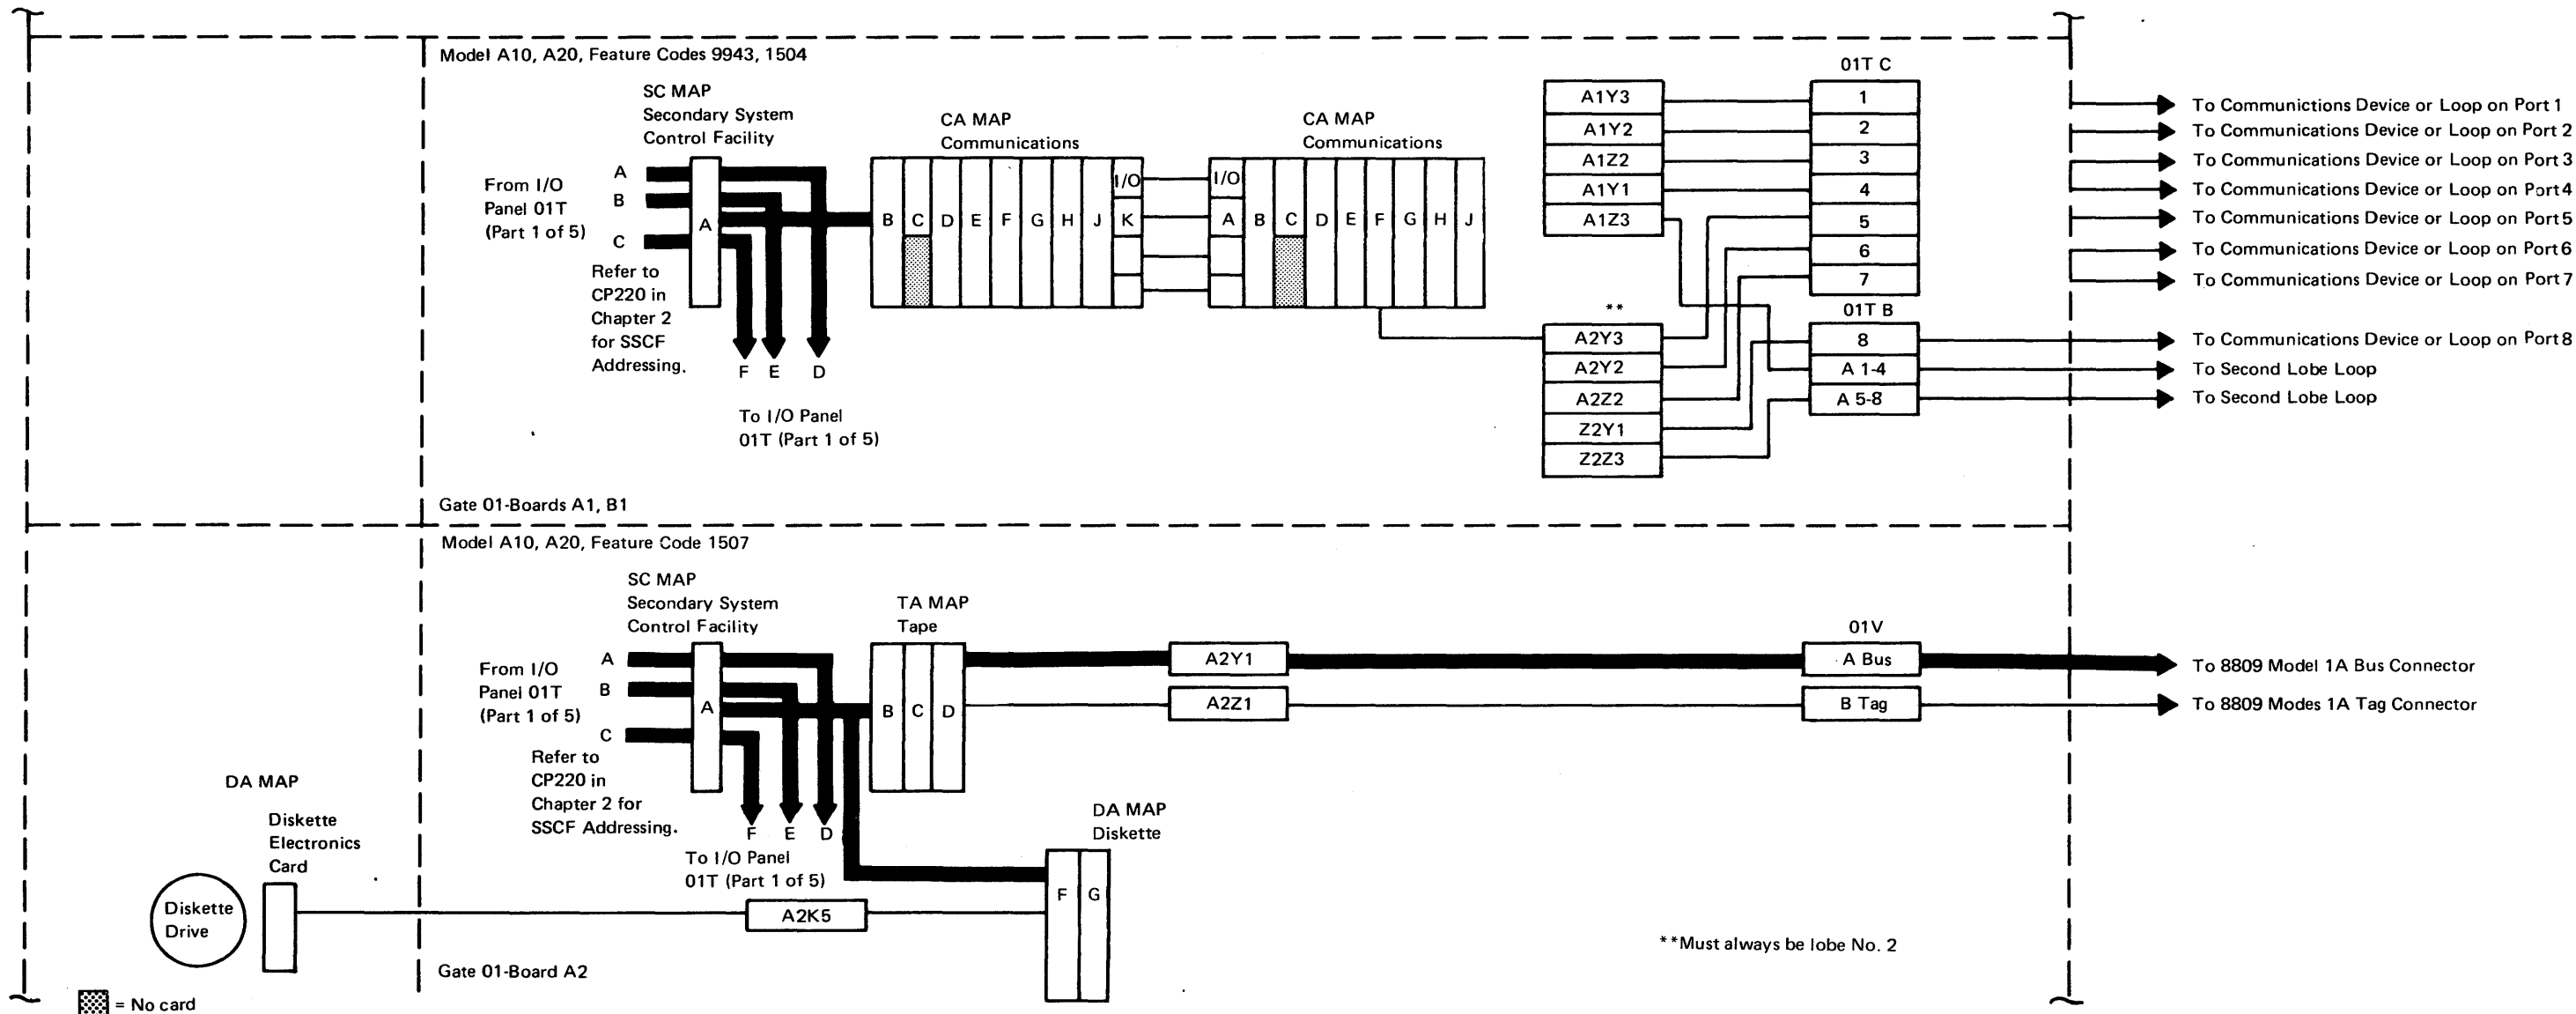 Model A10, A20, Feature Codes 9943, 1504
SC MAP
Secondary System
Control Facility
From I/O
Panel 01T
(Part 1 of 5)
A
B
C
A
Refer to
CP220 in
Chapter 2
for SSCF
Addressing.
F E D
To I/O Panel
01T (Part 1 of 5)
CA MAP
Communications
B C D E F G H J
I/O
K
CA MAP
Communications
I/O
A
B C D E F G H J
A1Y3
A1Y2
A1Z2
A1Y1
A1Z3
**
A2Y3
A2Y2
A2Z2
Z2Y1
Z2Z3
01T C
1
2
3
4
5
6
7
01T B
8
A 1-4
A 5-8
To Communictions Device or Loop on Port 1
To Communications Device or Loop on Port 2
To Communications Device or Loop on Port 3
To Communications Device or Loop on Port 4
To Communications Device or Loop on Port 5
To Communications Device or Loop on Port 6
To Communications Device or Loop on Port 7
To Communications Device or Loop on Port 8
To Second Lobe Loop
To Second Lobe Loop
Gate 01-Boards A1, B1
Model A10, A20, Feature Code 1507
SC MAP
Secondary System
Control Facility
From I/O
Panel 01T
(Part 1 of 5)
A
B
C
A
Refer to
CP220 in
Chapter 2 for
SSCF Addressing.
F E D
To I/O Panel
01T (Part 1 of 5)
TA MAP
Tape
B C D
A2Y1
A2Z1
01V
A Bus
B Tag
To 8809 Model 1A Bus Connector
To 8809 Modes 1A Tag Connector
DA MAP
Diskette
Electronics
Card
Diskette
Drive
A2K5
DA MAP
Diskette
F G
**Must always be lobe No. 2
Gate 01-Board A2
= No card